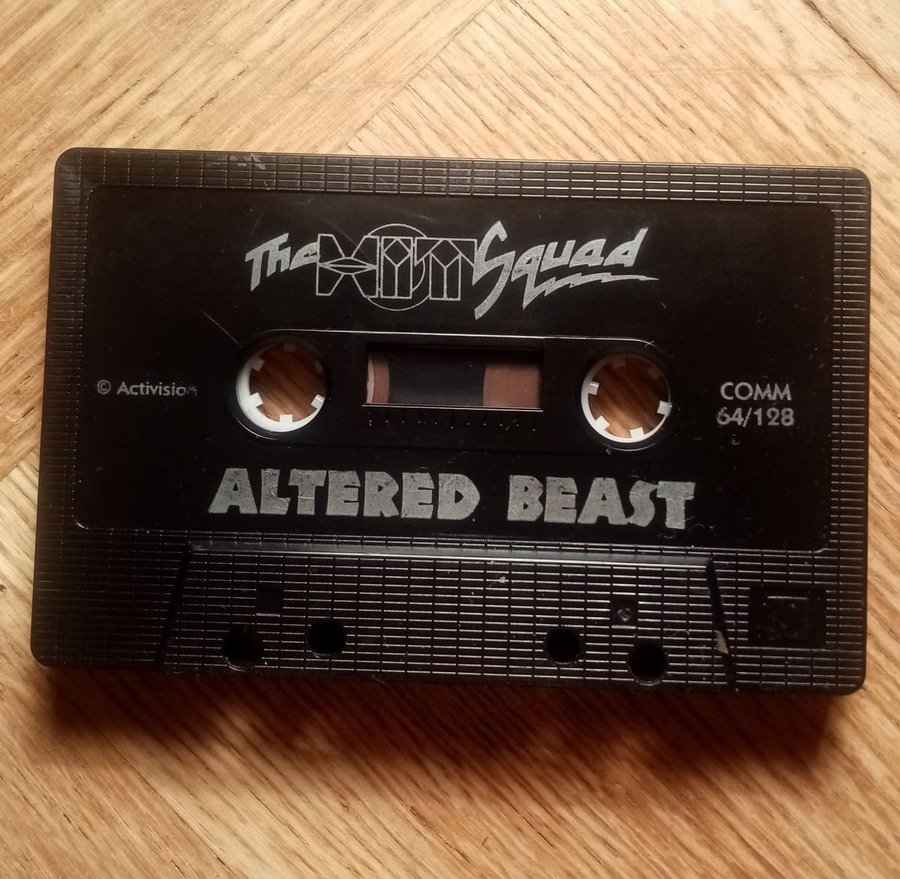 The HIT Squad
© Activision
COMM
64/128
ALTERED BEAST